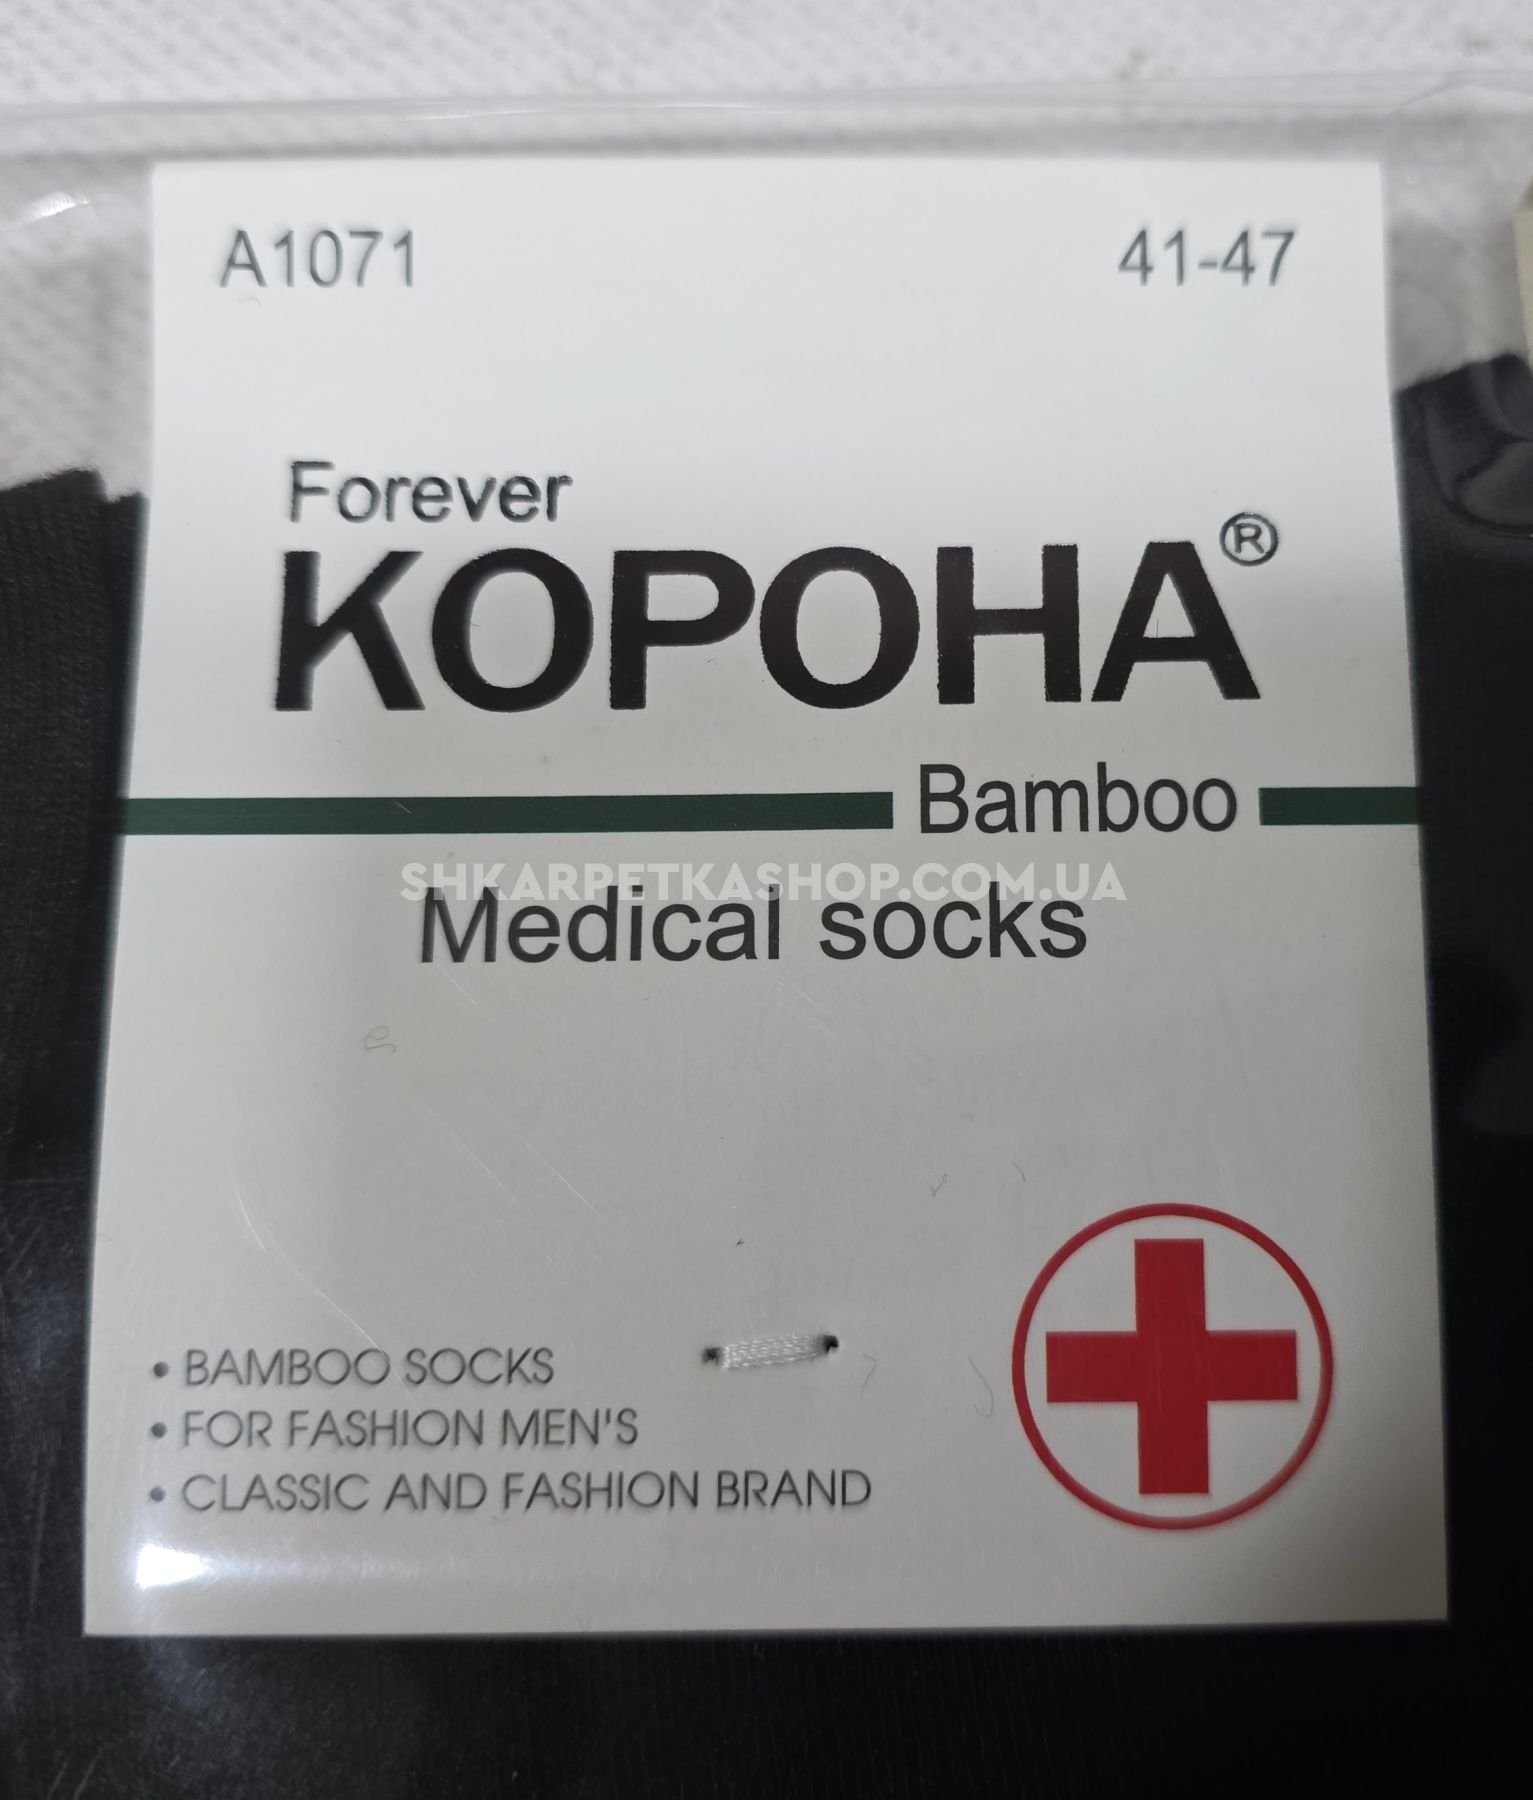 A1071 41-47
Forever
КОРОНА®
Bamboo
SHKARPETKASHOP.COM.UA
Medical socks
• BAMBOO SOCKS
• FOR FASHION MEN'S
• CLASSIC AND FASHION BRAND